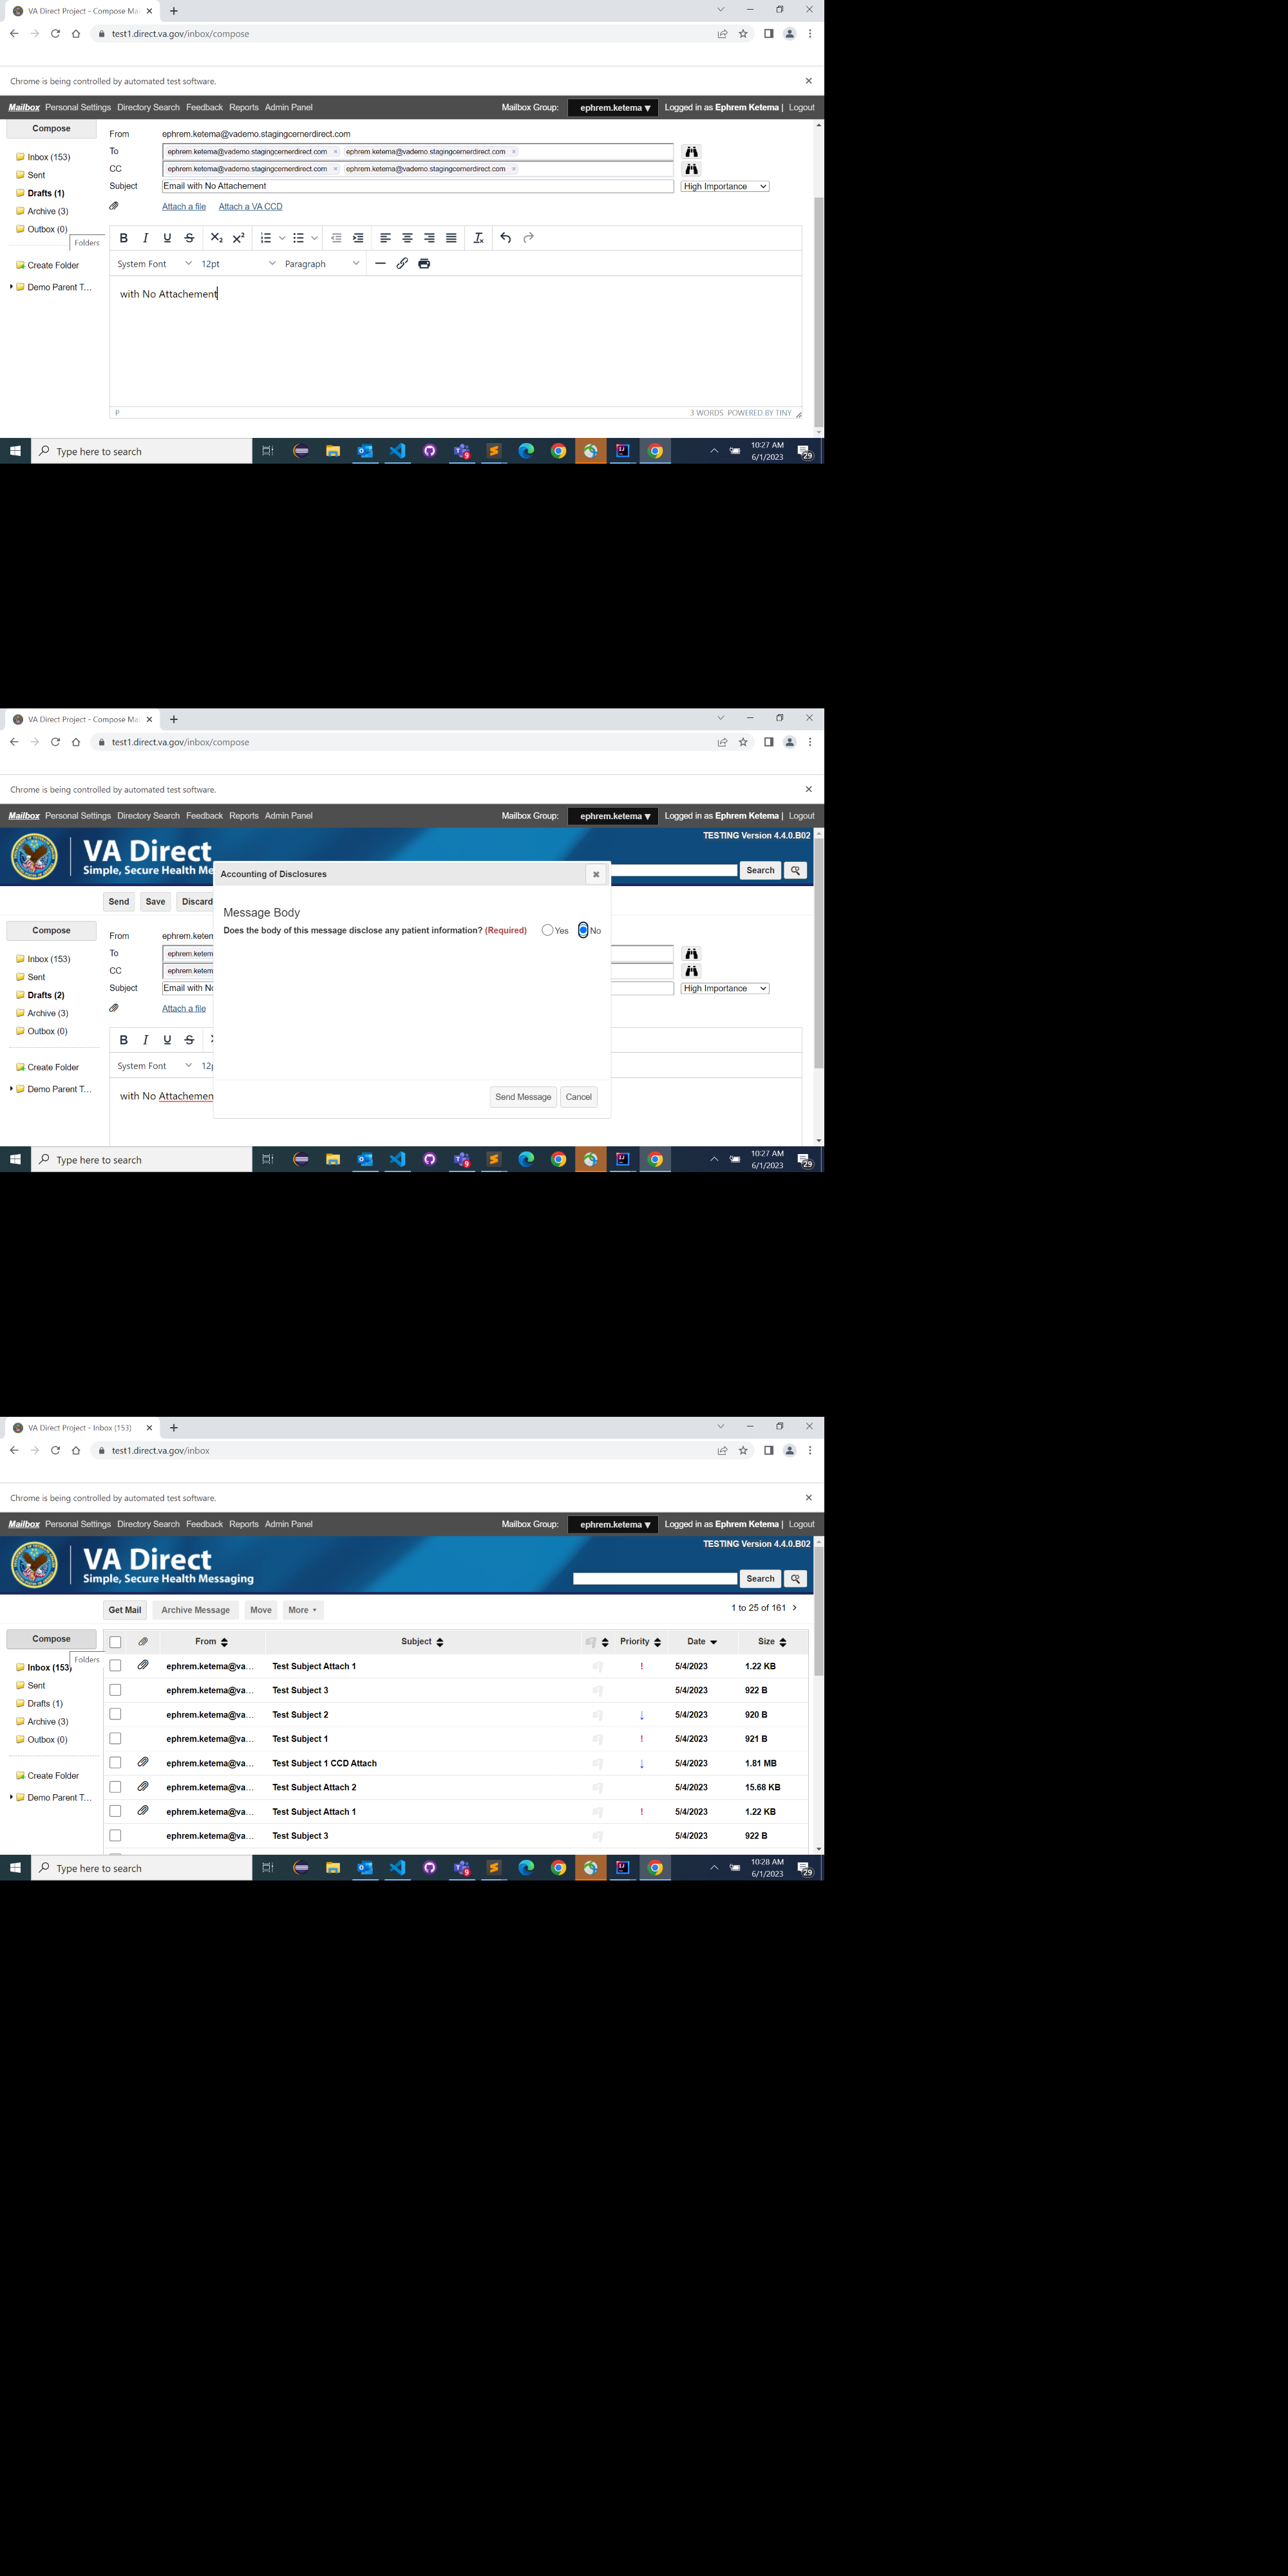 VA Direct Project - Compose Ma
test1.direct.va.gov/inbox/compose
Chrome is being controlled by automated test software.
Mailbox Personal Settings Directory Search Feedback Reports Admin Panel Mailbox Group: ephrem.ketema ▾ Logged in as Ephrem Ketema | Logout
Compose
From ephrem.ketema@vademo.stagingcernerdirect.com
Inbox (153)
To ephrem.ketema@vademo.stagingcernerdirect.com × ephrem.ketema@vademo.stagingcernerdirect.com ×
Sent
CC ephrem.ketema@vademo.stagingcernerdirect.com × ephrem.ketema@vademo.stagingcernerdirect.com ×
Drafts (1)
Subject Email with No Attachement High Importance
Archive (3)
Attach a file Attach a VA CCD
Outbox (0)
Folders
Create Folder
System Font 12pt Paragraph
Demo Parent T...
with No Attachement
P 3 WORDS POWERED BY TINY
Type here to search
9
10:27 AM
6/1/2023
29
VA Direct Project - Compose Ma
test1.direct.va.gov/inbox/compose
Chrome is being controlled by automated test software.
Mailbox Personal Settings Directory Search Feedback Reports Admin Panel Mailbox Group: ephrem.ketema ▾ Logged in as Ephrem Ketema | Logout
TESTING Version 4.4.0.B02
VA Direct
Simple, Secure Health Me
Search
Accounting of Disclosures
Send Save Discard
Message Body
Does the body of this message disclose any patient information? (Required) Yes No
Compose
From ephrem.keten
Inbox (153)
To ephrem.ketem
Sent
CC ephrem.ketem
Drafts (2)
Subject Email with No High Importance
Archive (3)
Attach a file
Outbox (0)
Create Folder
System Font 12p
Demo Parent T...
with No Attachemen
Send Message Cancel
Type here to search
9
10:27 AM
6/1/2023
29
VA Direct Project - Inbox (153)
test1.direct.va.gov/inbox
Chrome is being controlled by automated test software.
Mailbox Personal Settings Directory Search Feedback Reports Admin Panel Mailbox Group: ephrem.ketema ▾ Logged in as Ephrem Ketema | Logout
TESTING Version 4.4.0.B02
VA Direct
Simple, Secure Health Messaging
Search
Get Mail Archive Message Move More 1 to 25 of 161 >
Compose
Folders
Inbox (153)
Sent
Drafts (1)
Archive (3)
Outbox (0)
Create Folder
Demo Parent T...
From Subject Priority Date Size
ephrem.ketema@va... Test Subject Attach 1 ! 5/4/2023 1.22 KB
ephrem.ketema@va... Test Subject 3 5/4/2023 922 B
ephrem.ketema@va... Test Subject 2 ↓ 5/4/2023 920 B
ephrem.ketema@va... Test Subject 1 ! 5/4/2023 921 B
ephrem.ketema@va... Test Subject 1 CCD Attach ↓ 5/4/2023 1.81 MB
ephrem.ketema@va... Test Subject Attach 2 5/4/2023 15.68 KB
ephrem.ketema@va... Test Subject Attach 1 ! 5/4/2023 1.22 KB
ephrem.ketema@va... Test Subject 3 5/4/2023 922 B
Type here to search
9
10:28 AM
6/1/2023
29